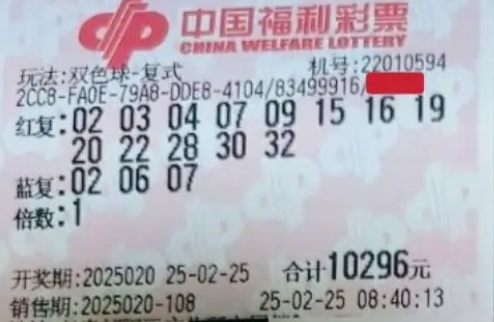 中国福利彩票
CHINA WELFARE LOTTERY
玩法:双色球-复式 机号:22010594
2CC8-FA0E-79A8-DDE8-4104/83499916/
红复:02 03 04 07 09 15 16 19
20 22 28 30 32
蓝复:02 06 07
倍数:1
开奖期:2025020 25-02-25 合计10296元
销售期:2025020-108 25-02-25 08:40:13